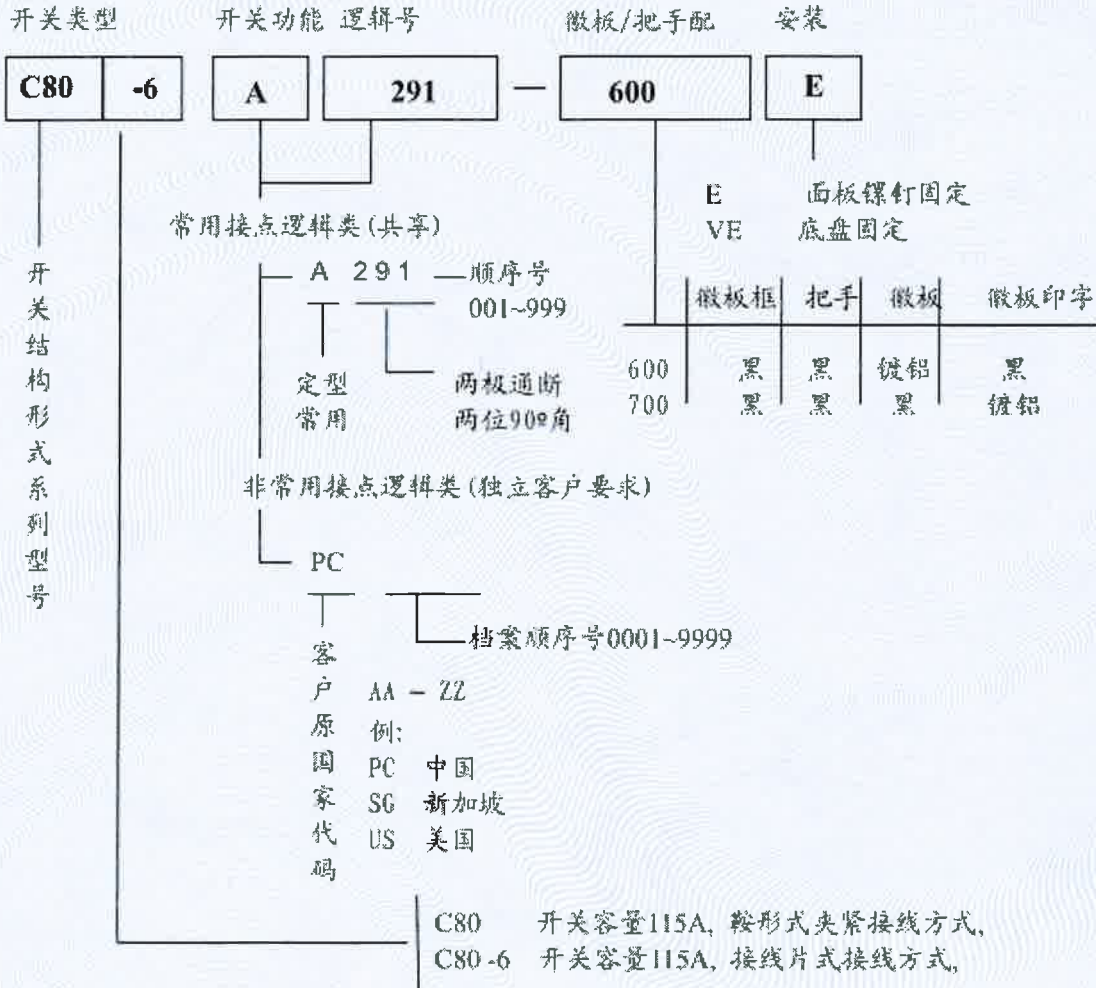 开关类型 开关功能 逻辑号 徽板/把手配 安装
C80 -6 A 291 — 600 E
E 面板镙钉固定
VE 底盘固定
常用接点逻辑类(共享)
A 291 顺序号
001~999
定型
常用
两极通断
两位90º角
徽板框 把手 徽板 徽板印字
600 黑 黑 镀铝 黑
700 黑 黑 黑 镀铝
开关结构形式系列型号
非常用接点逻辑类(独立客户要求)
PC
档案顺序号0001~9999
客户原国家代码
AA - ZZ
例:
PC 中国
SG 新加坡
US 美国
C80 开关容量115A, 鞍形式夹紧接线方式,
C80-6 开关容量115A, 接线片式接线方式,